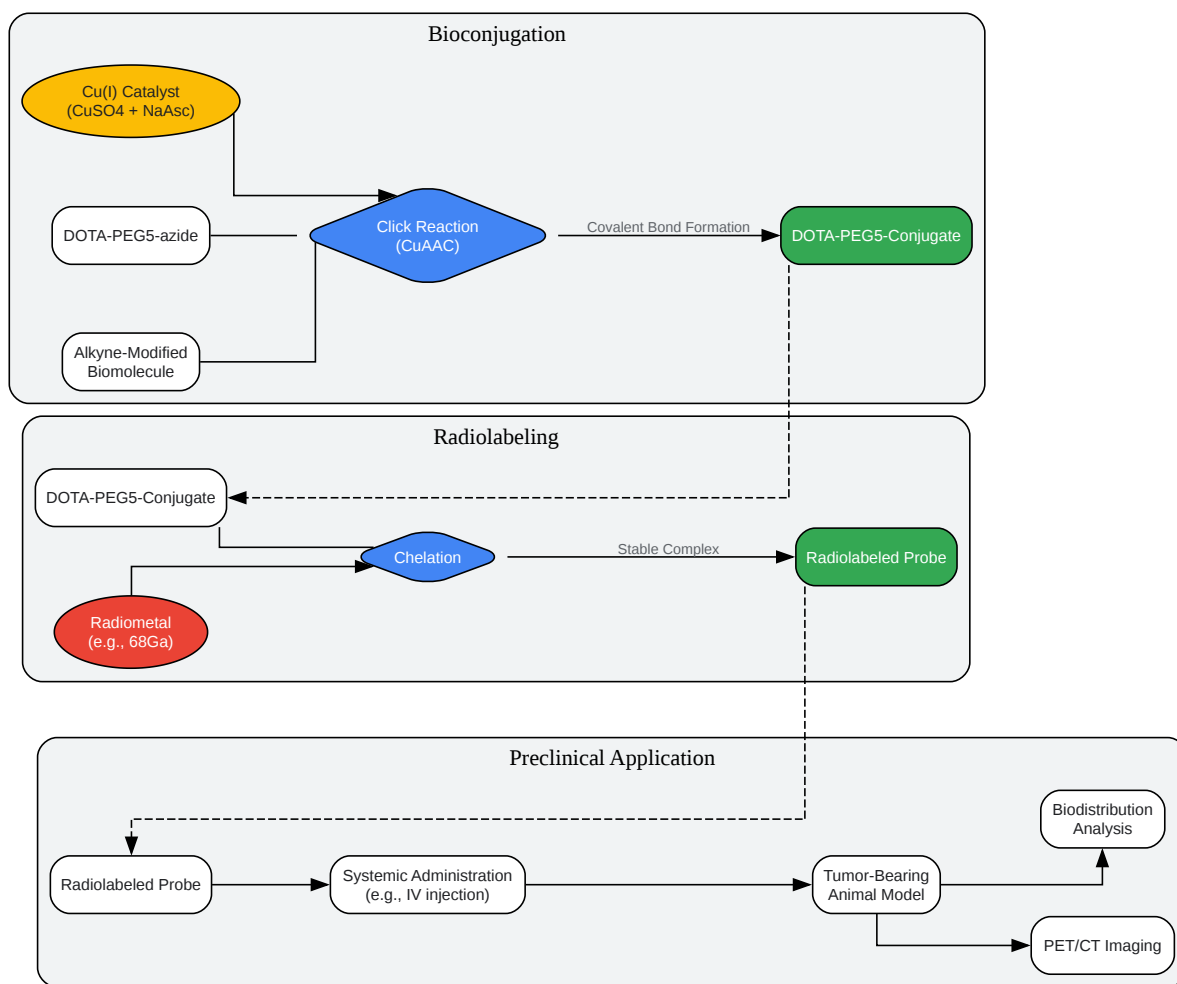 Bioconjugation
Cu(I) Catalyst
(CuSO4 + NaAsc)
DOTA-PEG5-azide
Click Reaction
(CuAAC)
Covalent Bond Formation
DOTA-PEG5-Conjugate
Alkyne-Modified
Biomolecule
Radiolabeling
DOTA-PEG5-Conjugate
Chelation
Stable Complex
Radiolabeled Probe
Radiometal
(e.g., 68Ga)
Preclinical Application
Biodistribution
Analysis
Radiolabeled Probe
Systemic Administration
(e.g., IV injection)
Tumor-Bearing
Animal Model
PET/CT Imaging